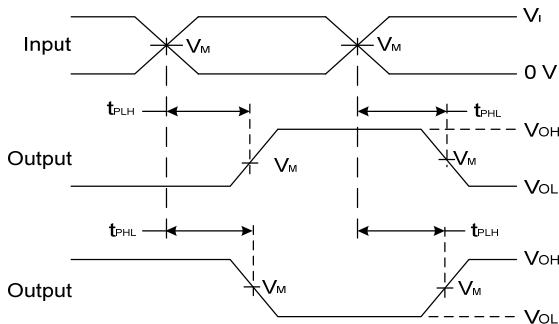 VI
Input
VM
VM
0 V
tPLH
tPHL
VOH
Output
VM
VM
VOL
tPHL
tPLH
VOH
Output
VM
VM
VOL